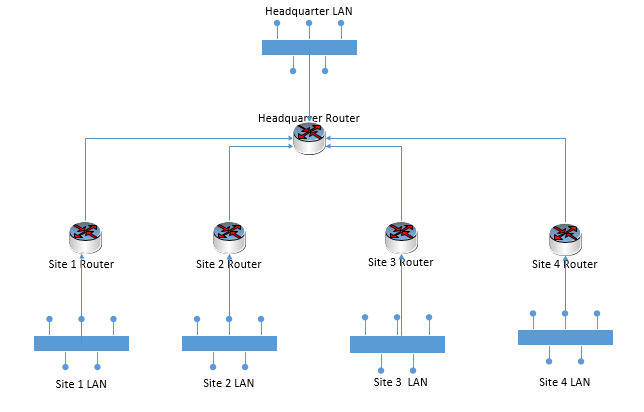 Headquarter LAN
Headquarter Router
Site 1 Router
Site 2 Router
Site 3 Router
Site 4 Router
Site 1 LAN
Site 2 LAN
Site 3  LAN
Site 4 LAN